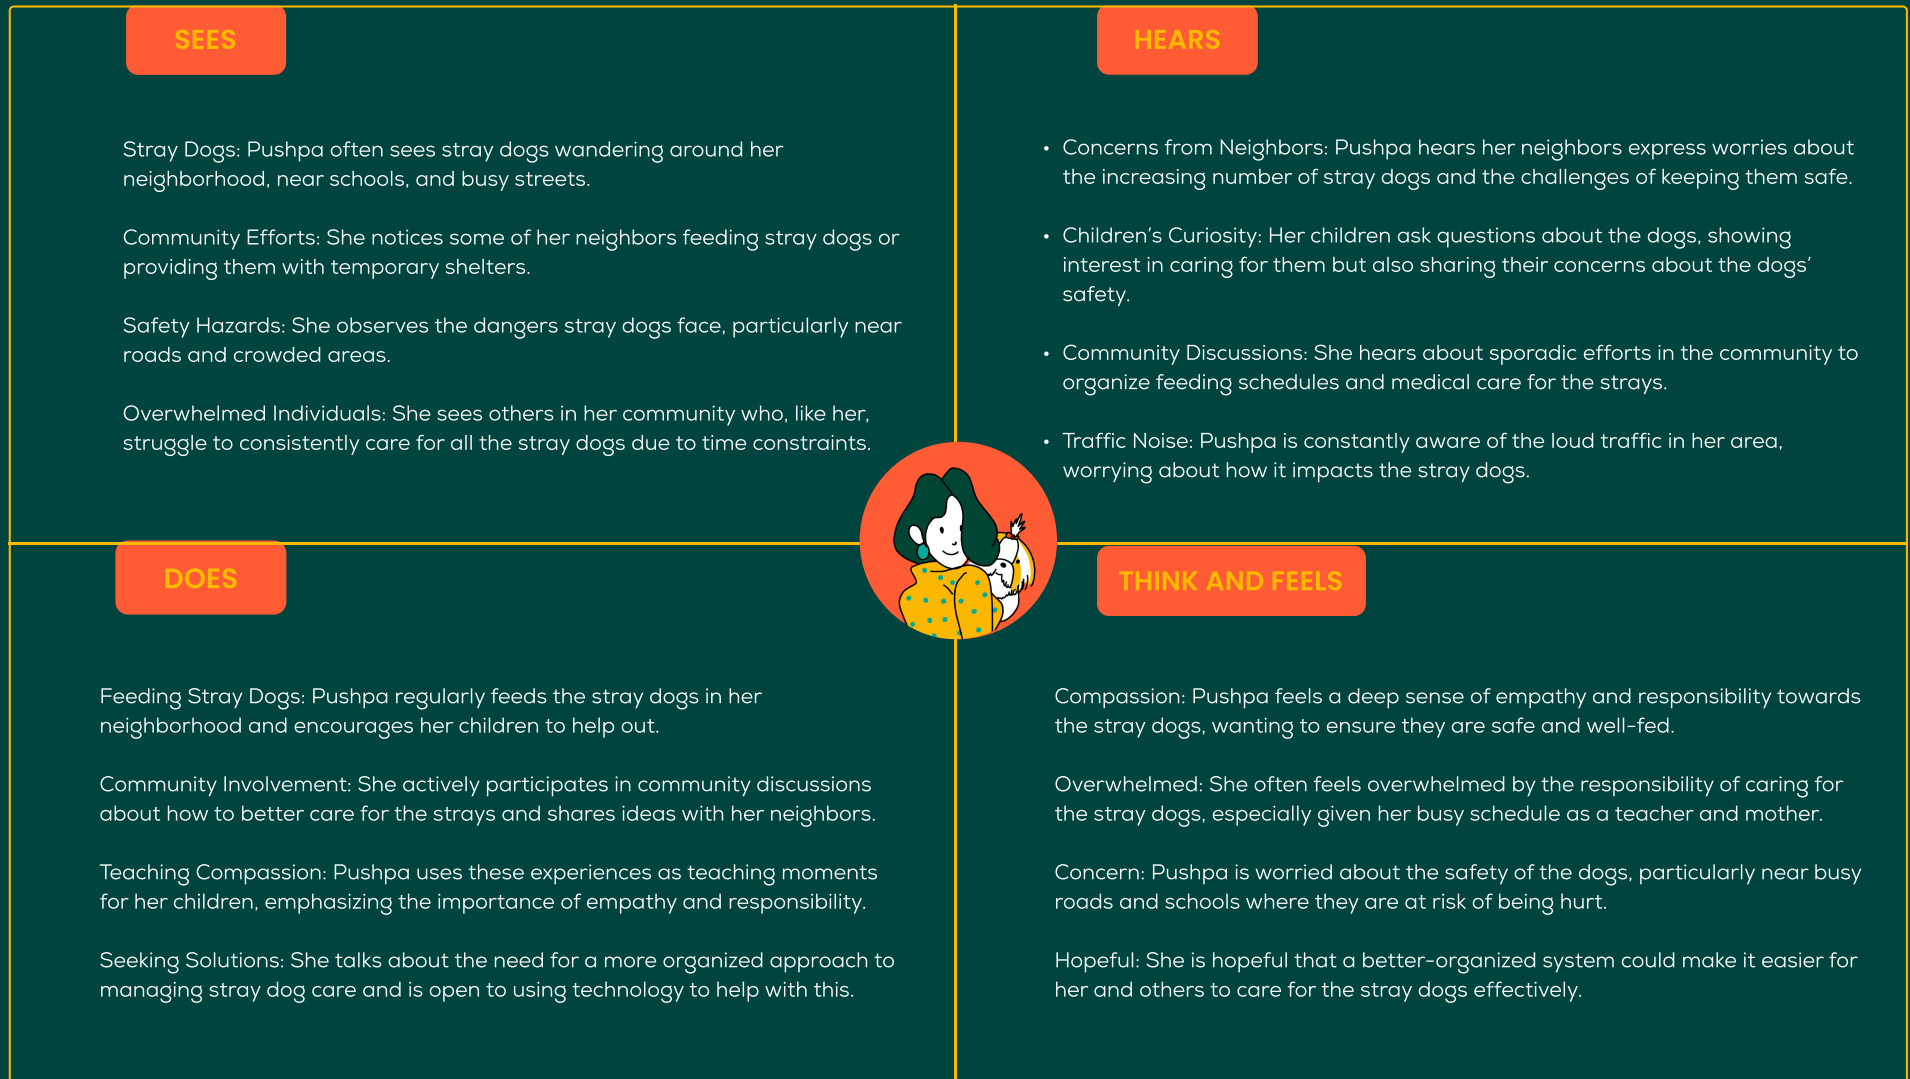 SEES
Stray Dogs: Pushpa often sees stray dogs wandering around her
neighborhood, near schools, and busy streets.
Community Efforts: She notices some of her neighbors feeding stray dogs or
providing them with temporary shelters.
Safety Hazards: She observes the dangers stray dogs face, particularly near
roads and crowded areas.
Overwhelmed Individuals: She sees others in her community who, like her,
struggle to consistently care for all the stray dogs due to time constraints.
HEARS
• Concerns from Neighbors: Pushpa hears her neighbors express worries about
the increasing number of stray dogs and the challenges of keeping them safe.
• Children’s Curiosity: Her children ask questions about the dogs, showing
interest in caring for them but also sharing their concerns about the dogs’
safety.
• Community Discussions: She hears about sporadic efforts in the community to
organize feeding schedules and medical care for the strays.
• Traffic Noise: Pushpa is constantly aware of the loud traffic in her area,
worrying about how it impacts the stray dogs.
DOES
Feeding Stray Dogs: Pushpa regularly feeds the stray dogs in her
neighborhood and encourages her children to help out.
Community Involvement: She actively participates in community discussions
about how to better care for the strays and shares ideas with her neighbors.
Teaching Compassion: Pushpa uses these experiences as teaching moments
for her children, emphasizing the importance of empathy and responsibility.
Seeking Solutions: She talks about the need for a more organized approach to
managing stray dog care and is open to using technology to help with this.
THINK AND FEELS
Compassion: Pushpa feels a deep sense of empathy and responsibility towards
the stray dogs, wanting to ensure they are safe and well-fed.
Overwhelmed: She often feels overwhelmed by the responsibility of caring for
the stray dogs, especially given her busy schedule as a teacher and mother.
Concern: Pushpa is worried about the safety of the dogs, particularly near busy
roads and schools where they are at risk of being hurt.
Hopeful: She is hopeful that a better-organized system could make it easier for
her and others to care for the stray dogs effectively.